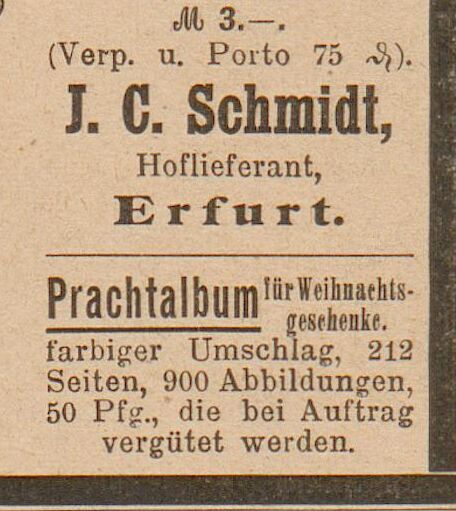 ℳ 3.—.
(Verp. u. Porto 75 ₰).
J. C. Schmidt,
Hoflieferant,
Erfurt.
Prachtalbum für Weihnachts-
geschenke.
farbiger Umschlag, 212
Seiten, 900 Abbildungen,
50 Pfg., die bei Auftrag
vergütet werden.